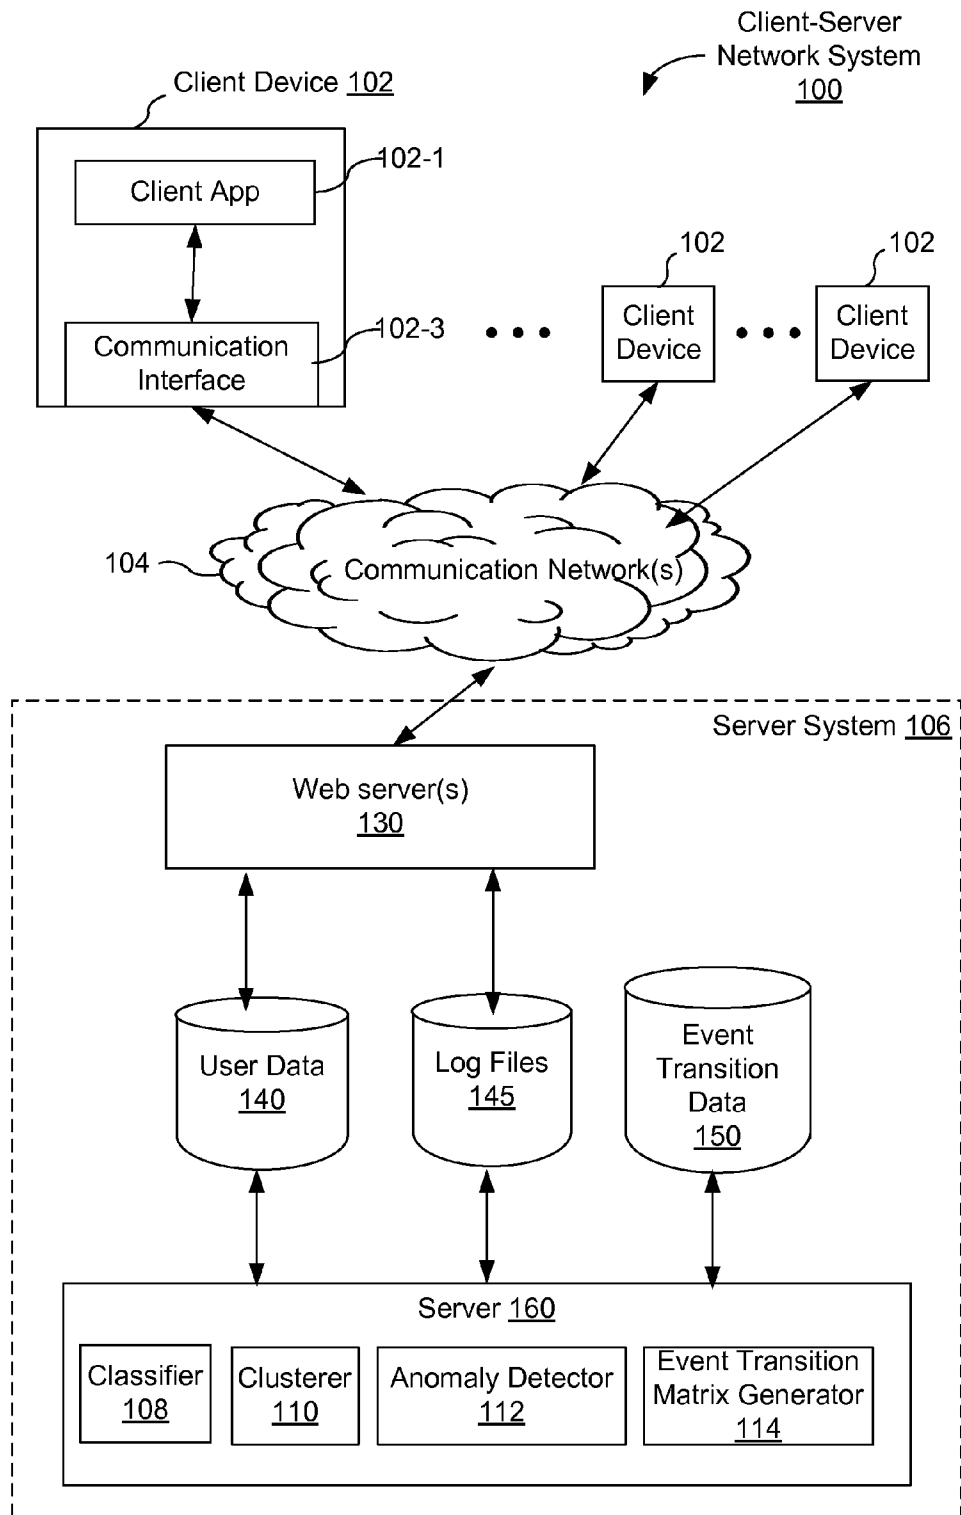 Client-Server
Network System
100
Client Device 102
102-1
Client App
102-3
Communication
Interface
102
Client
Device
102
Client
Device
104
Communication Network(s)
Server System 106
Web server(s)
130
User Data
140
Log Files
145
Event
Transition
Data
150
Server 160
Classifier
108
Clusterer
110
Anomaly Detector
112
Event Transition
Matrix Generator
114